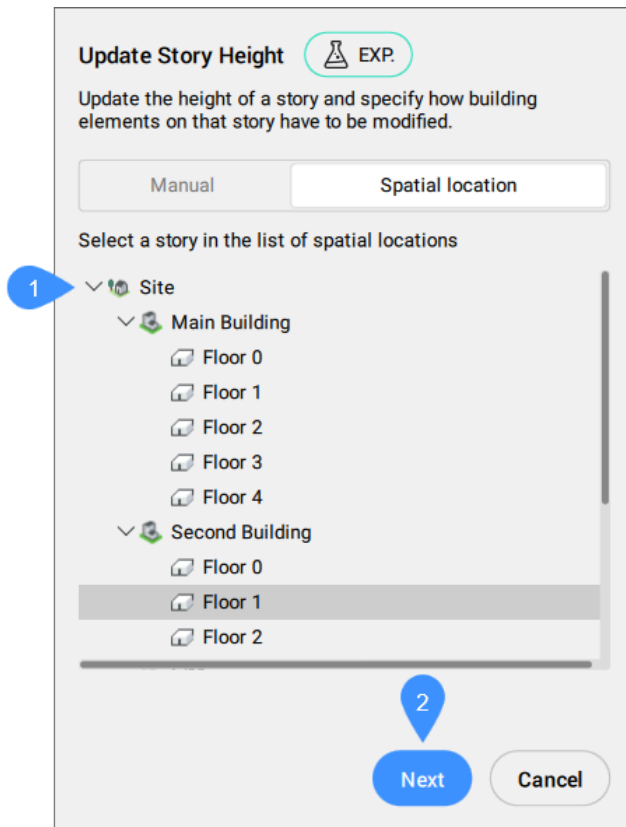 Update Story Height EXP.
Update the height of a story and specify how building
elements on that story have to be modified.
Manual Spatial location
Select a story in the list of spatial locations
1 Site
Main Building
Floor 0
Floor 1
Floor 2
Floor 3
Floor 4
Second Building
Floor 0
Floor 1
Floor 2
2
Next Cancel